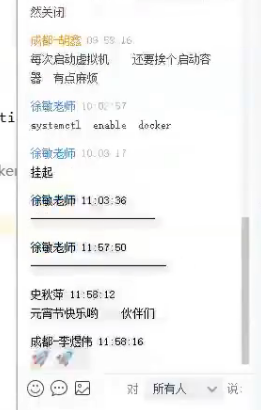 然关闭
成都-胡鑫 09:58:16
每次启动虚拟机 还要挨个启动容
器 有点麻烦
ti
徐敏老师 10:02:57
systemctl enable docker
徐敏老师 10:03:17
ker
挂起
徐敏老师 11:03:36
徐敏老师 11:57:50
史秋萍 11:58:12
元宵节快乐哟 伙伴们
成都-李煜伟 11:58:16
对 所有人 说: